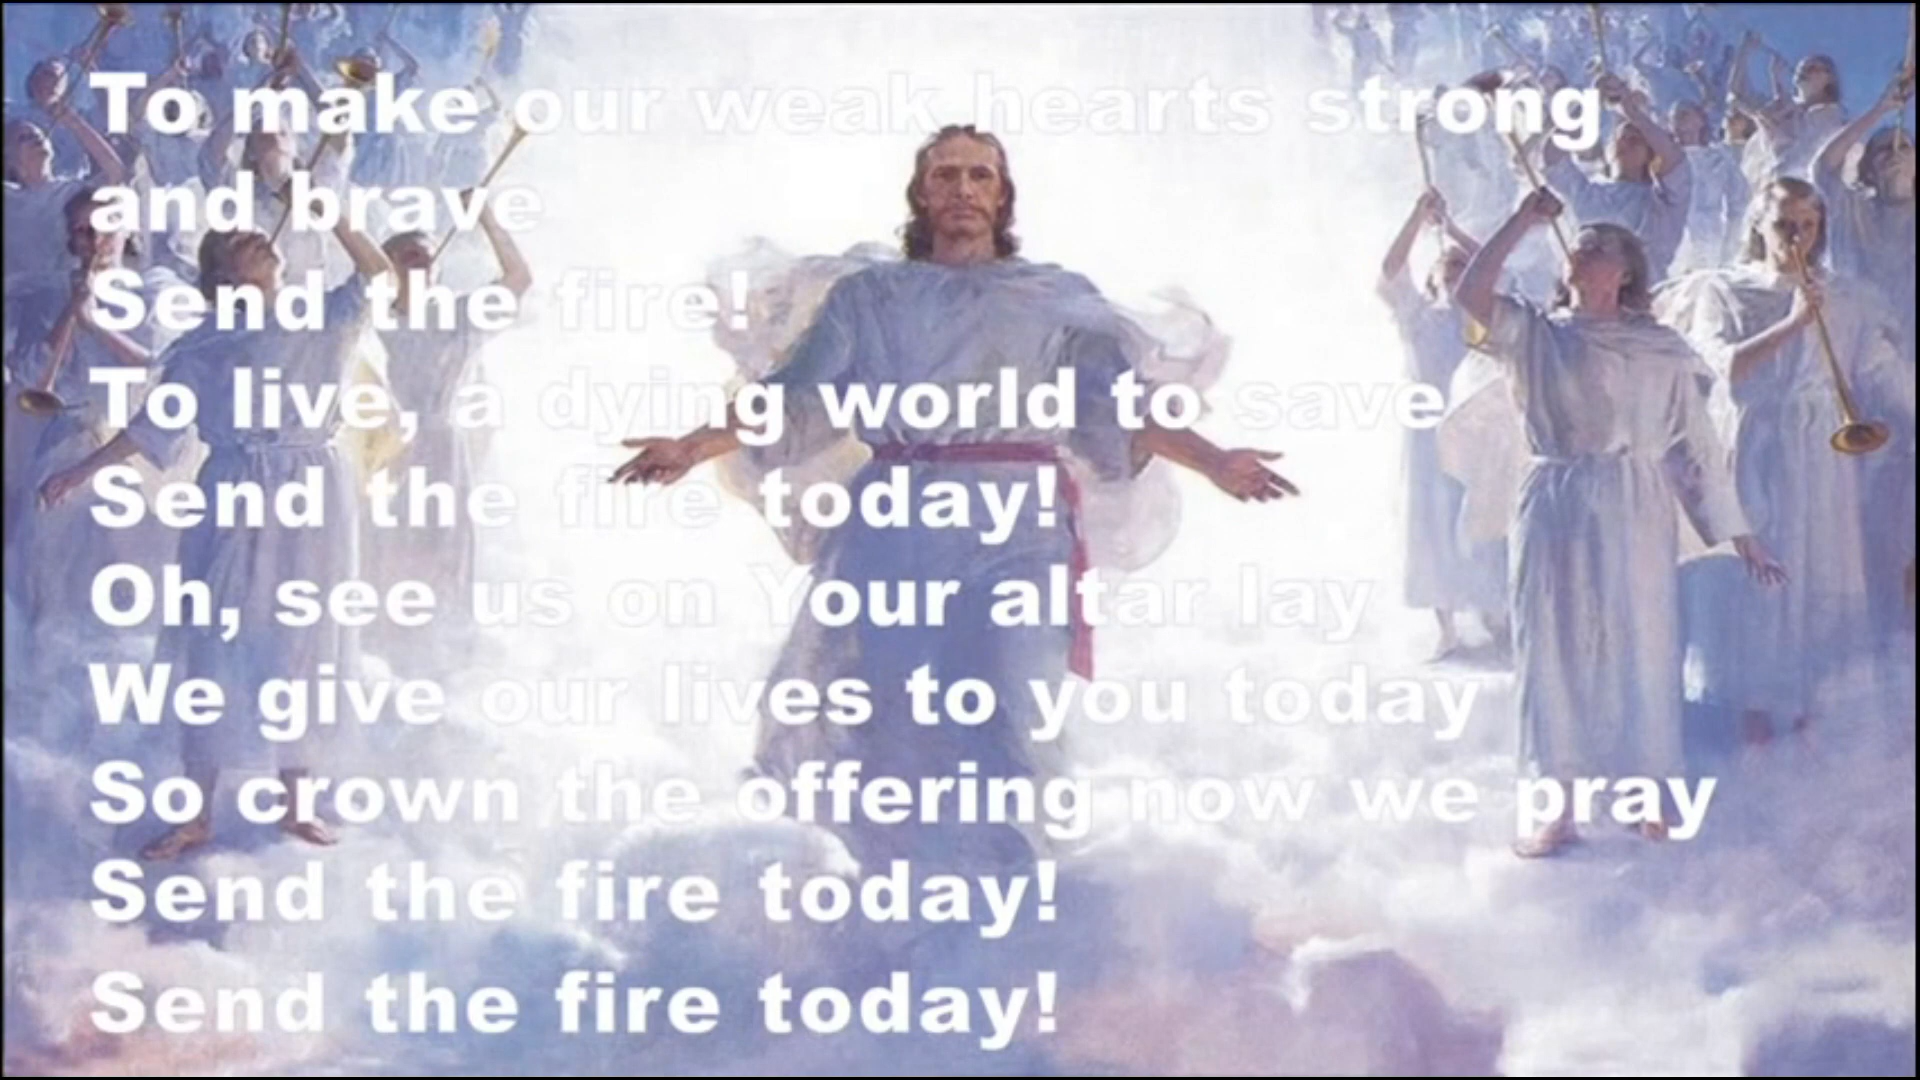 To make our weak hearts strong
and brave
Send the fire!
To live, a dying world to save
Send the fire today!
Oh, see us on Your altar lay
We give our lives to you today
So crown the offering now we pray
Send the fire today!
Send the fire today!